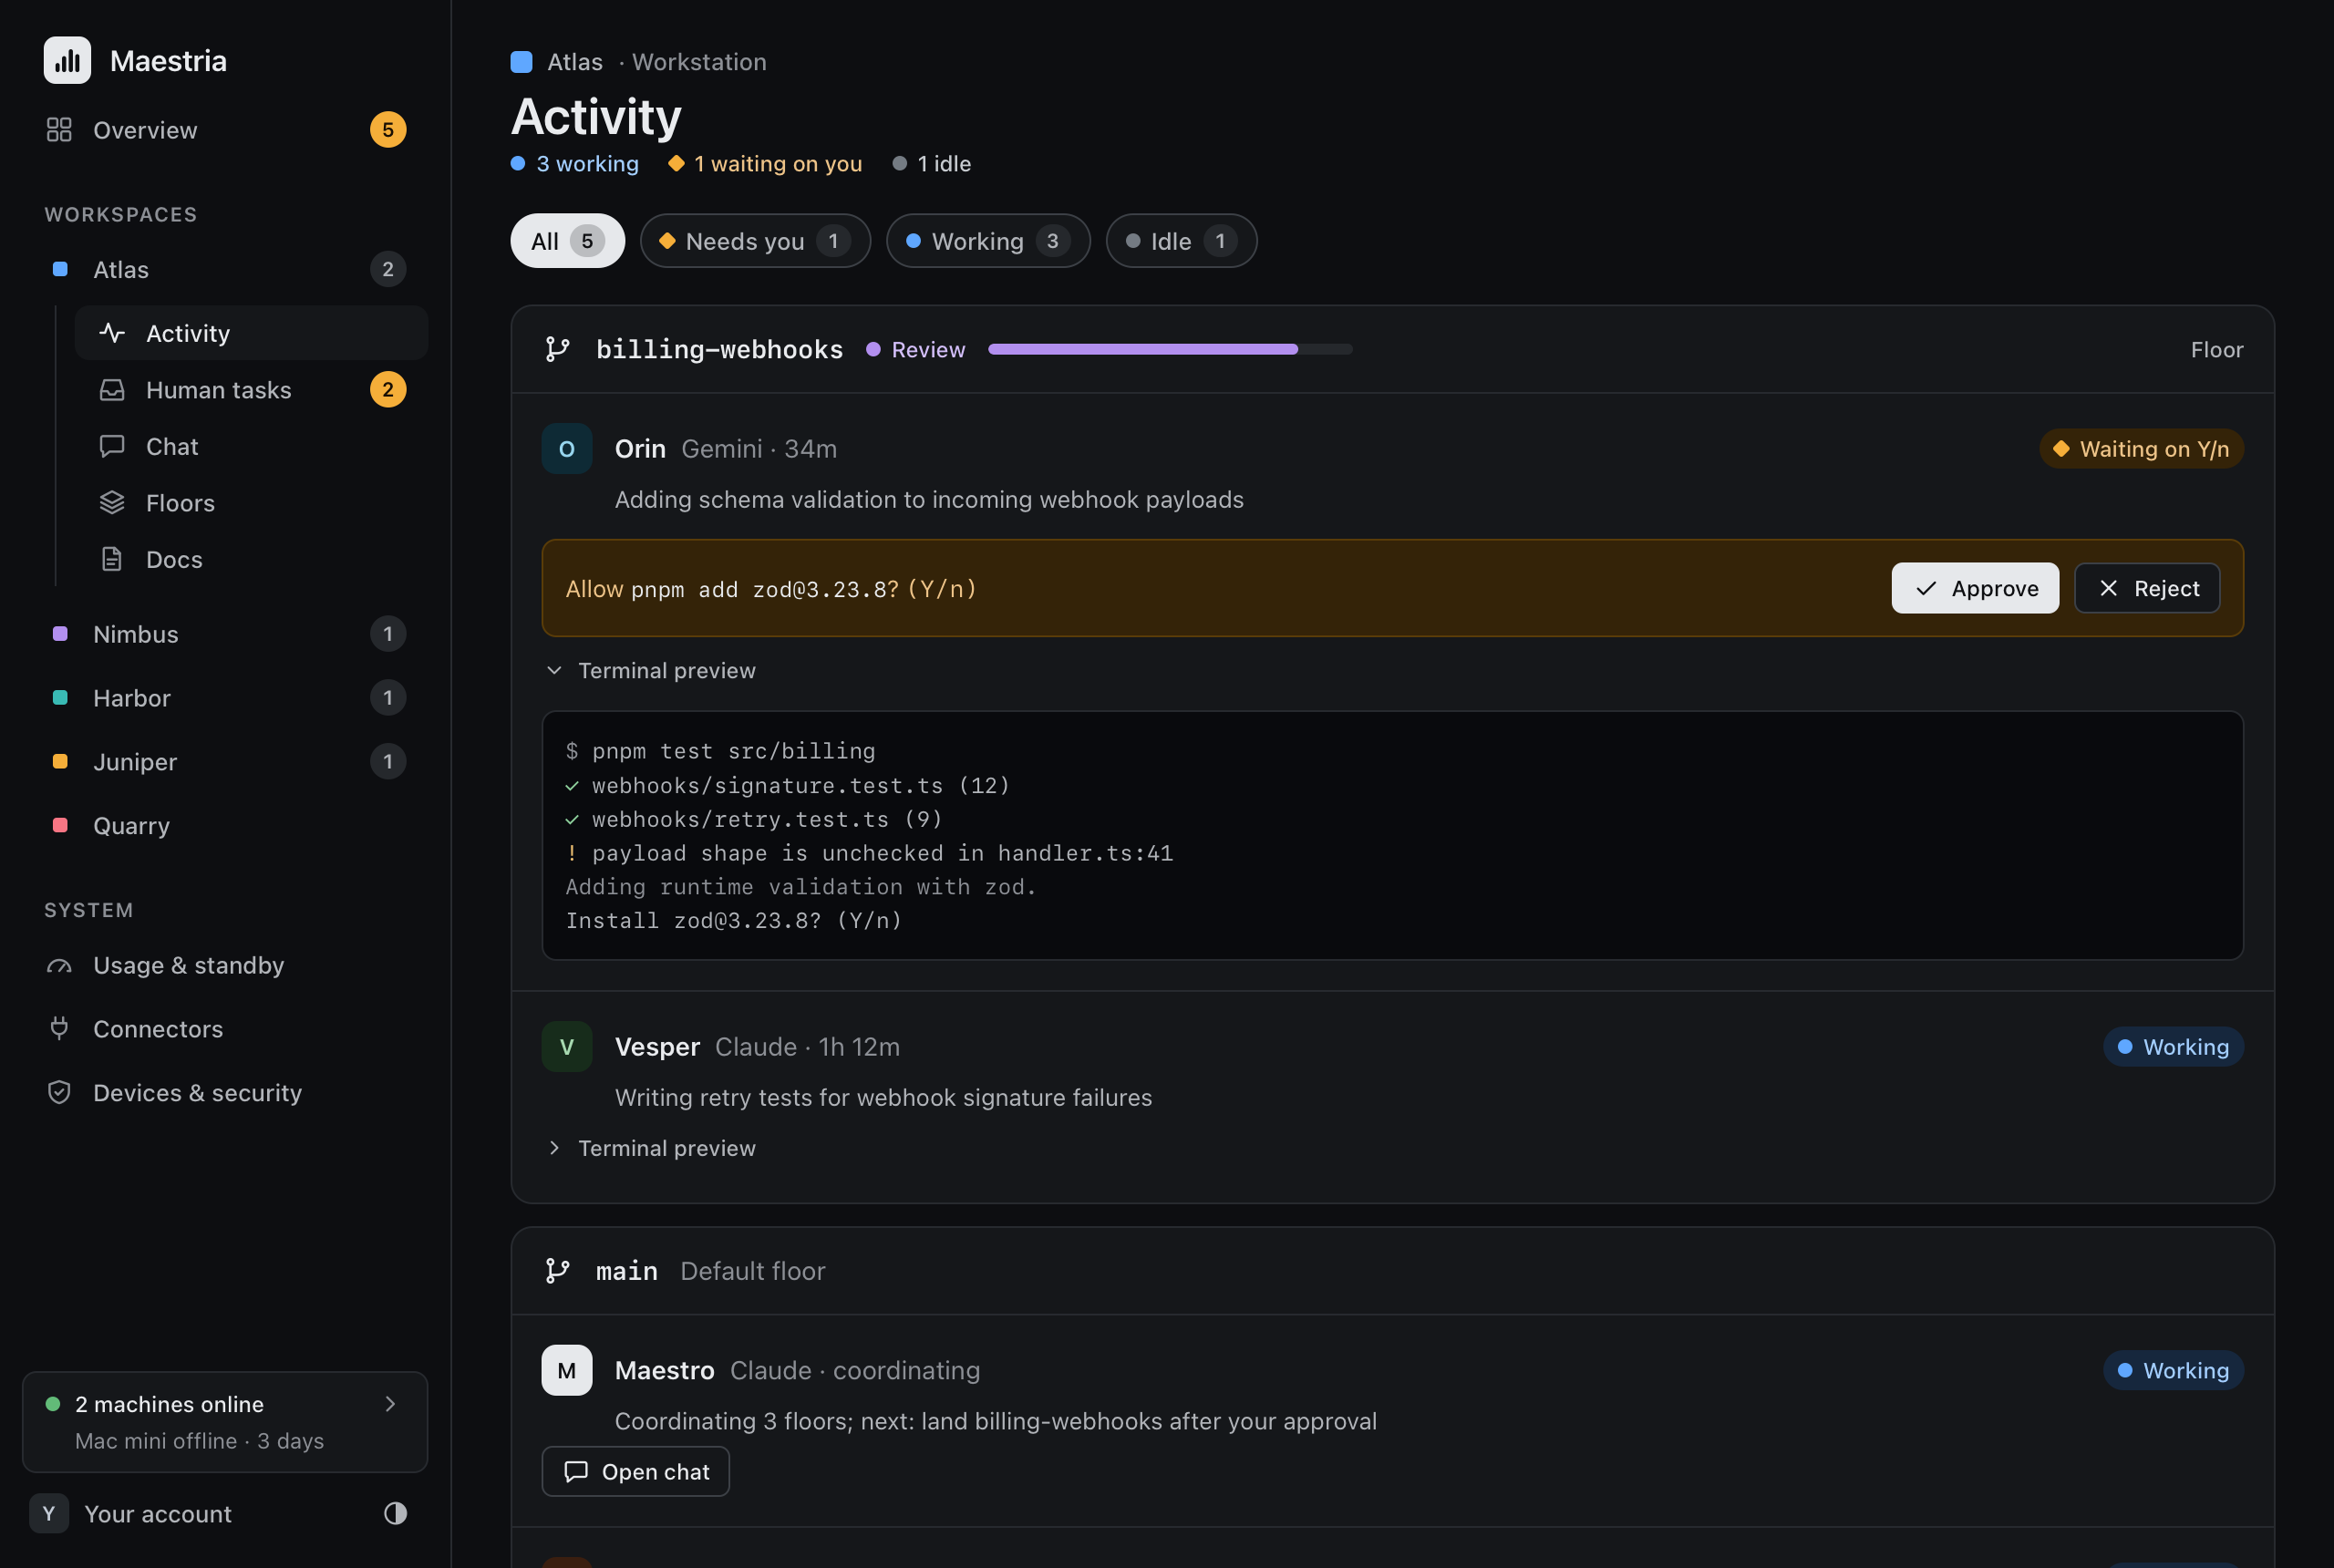 Maestria
Overview 5
WORKSPACES
Atlas 2
Activity
Human tasks 2
Chat
Floors
Docs
Nimbus 1
Harbor 1
Juniper 1
Quarry
SYSTEM
Usage & standby
Connectors
Devices & security
2 machines online
Mac mini offline · 3 days
Y Your account
Atlas · Workstation
Activity
3 working 1 waiting on you 1 idle
All 5 Needs you 1 Working 3 Idle 1
billing-webhooks Review Floor
O Orin Gemini · 34m Waiting on Y/n
Adding schema validation to incoming webhook payloads
Allow pnpm add zod@3.23.8? (Y/n) Approve Reject
Terminal preview
$ pnpm test src/billing
✓ webhooks/signature.test.ts (12)
✓ webhooks/retry.test.ts (9)
! payload shape is unchecked in handler.ts:41
Adding runtime validation with zod.
Install zod@3.23.8? (Y/n)
V Vesper Claude · 1h 12m Working
Writing retry tests for webhook signature failures
Terminal preview
main Default floor
M Maestro Claude · coordinating Working
Coordinating 3 floors; next: land billing-webhooks after your approval
Open chat